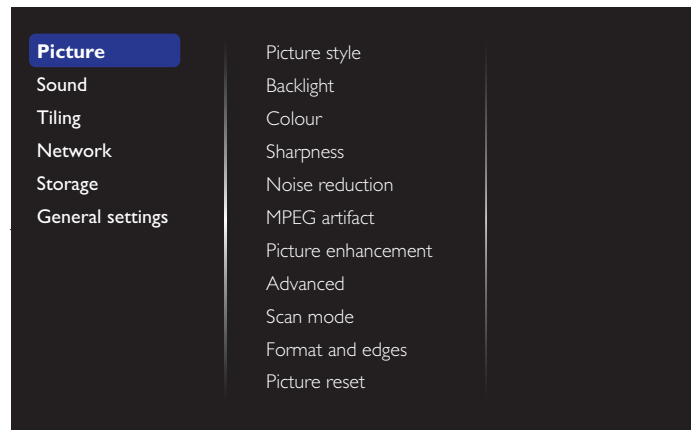 Picture
Sound
Tiling
Network
Storage
General settings
Picture style
Backlight
Colour
Sharpness
Noise reduction
MPEG artifact
Picture enhancement
Advanced
Scan mode
Format and edges
Picture reset